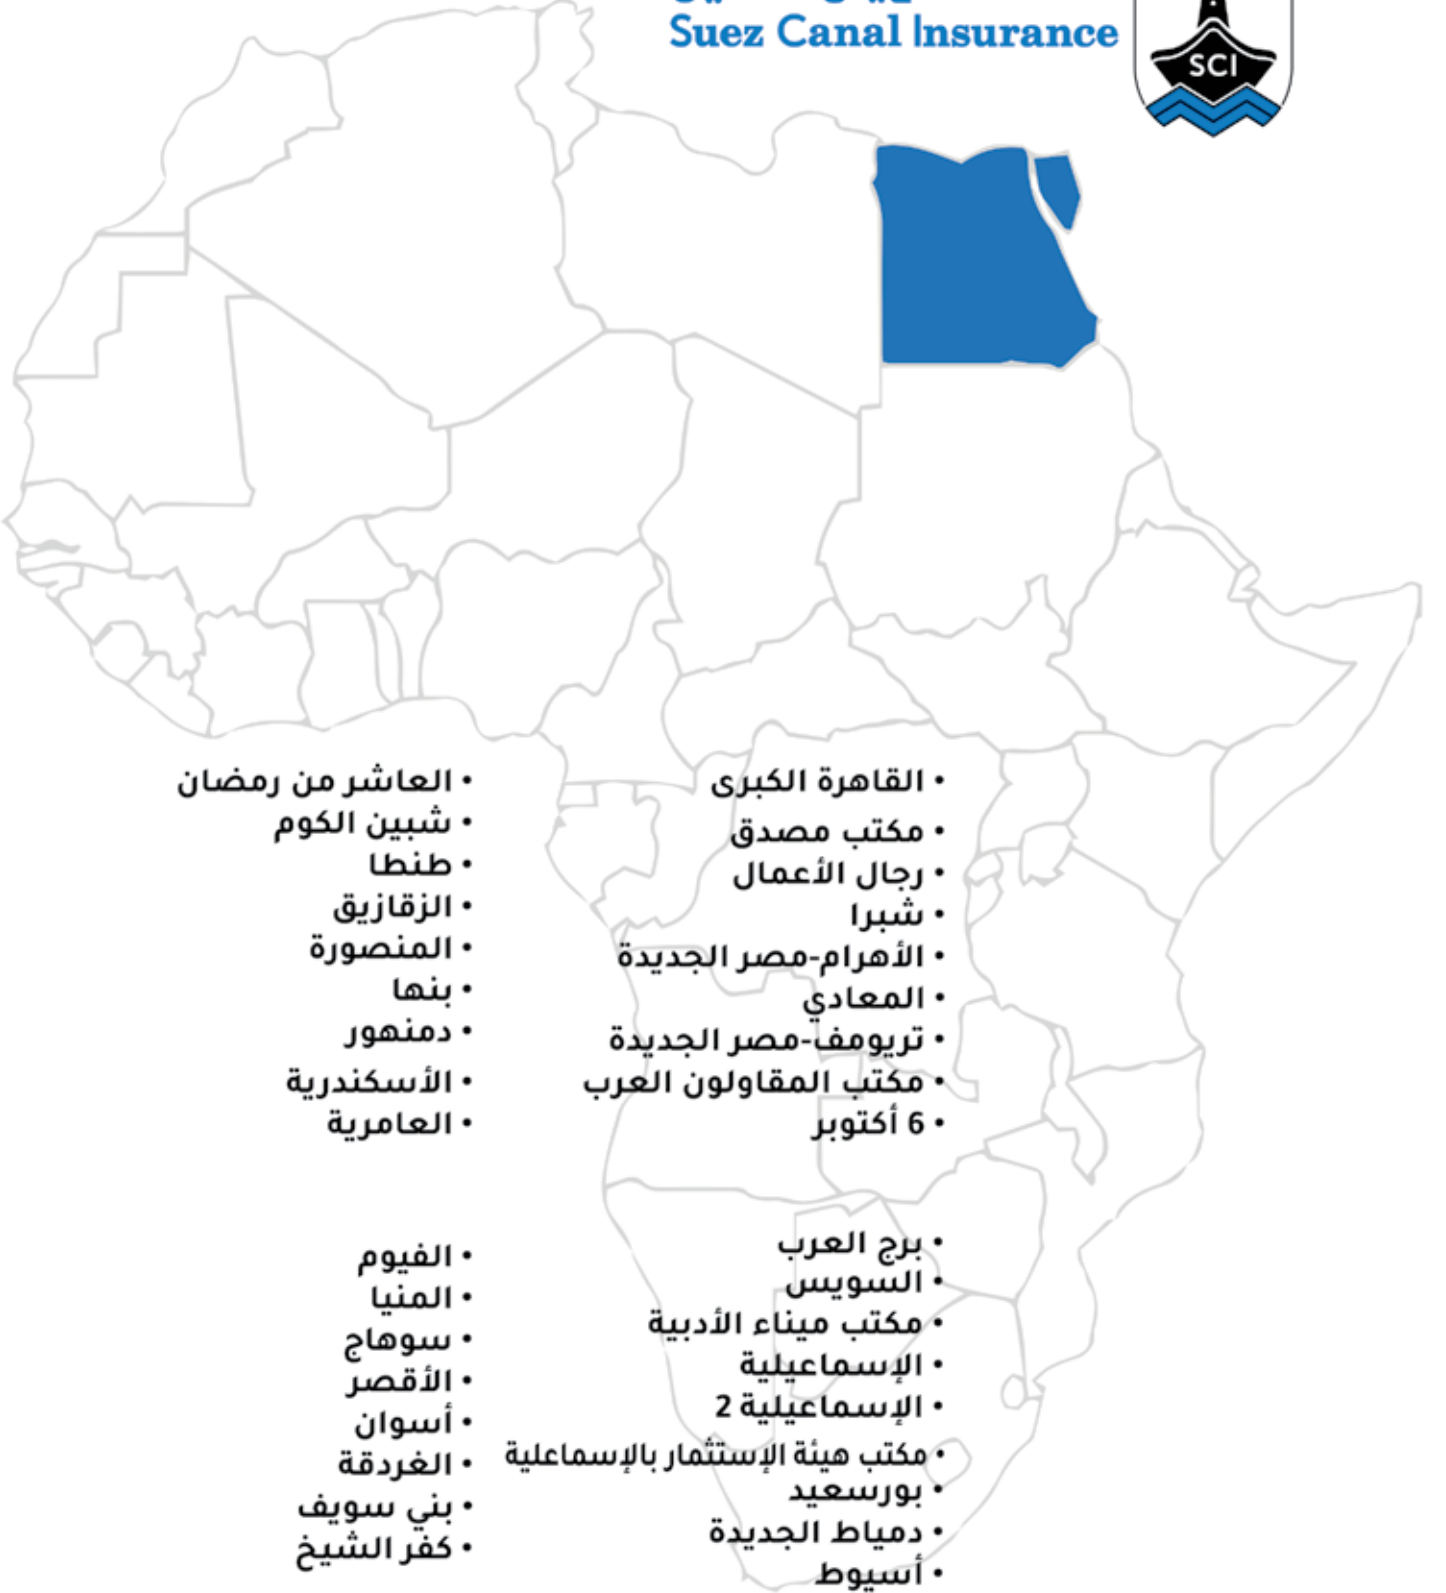 Suez Canal Insurance
SCI
• القاهرة الكبرى
• مكتب مصدق
• رجال الأعمال
• شبرا
• الأهرام-مصر الجديدة
• المعادي
• تريومف-مصر الجديدة
• مكتب المقاولون العرب
• 6 أكتوبر
• العاشر من رمضان
• شبين الكوم
• طنطا
• الزقازيق
• المنصورة
• بنها
• دمنهور
• الأسكندرية
• العامرية
• برج العرب
• السويس
• مكتب ميناء الأدبية
• الإسماعيلية
• الإسماعيلية 2
• مكتب هيئة الإستثمار بالإسماعلية
• بورسعيد
• دمياط الجديدة
• أسيوط
• الفيوم
• المنيا
• سوهاج
• الأقصر
• أسوان
• الغردقة
• بني سويف
• كفر الشيخ